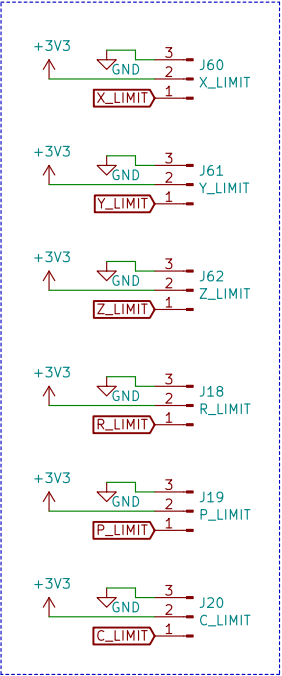 +3V3
GND
3
2
1
X_LIMIT
J60
X_LIMIT
+3V3
GND
3
2
1
Y_LIMIT
J61
Y_LIMIT
+3V3
GND
3
2
1
Z_LIMIT
J62
Z_LIMIT
+3V3
GND
3
2
1
R_LIMIT
J18
R_LIMIT
+3V3
GND
3
2
1
P_LIMIT
J19
P_LIMIT
+3V3
GND
3
2
1
C_LIMIT
J20
C_LIMIT